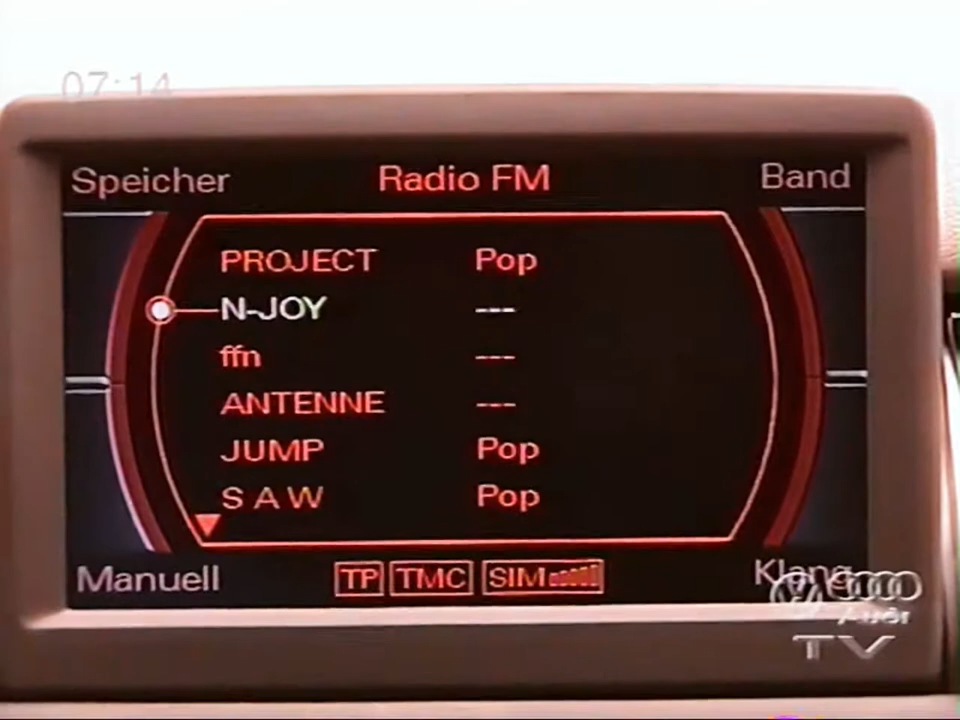 07:14
Speicher Radio FM Band
PROJECT Pop
N-JOY ---
ffn ---
ANTENNE ---
JUMP Pop
S A W Pop
Manuell TP TMC SIM Klang
Audi
TV